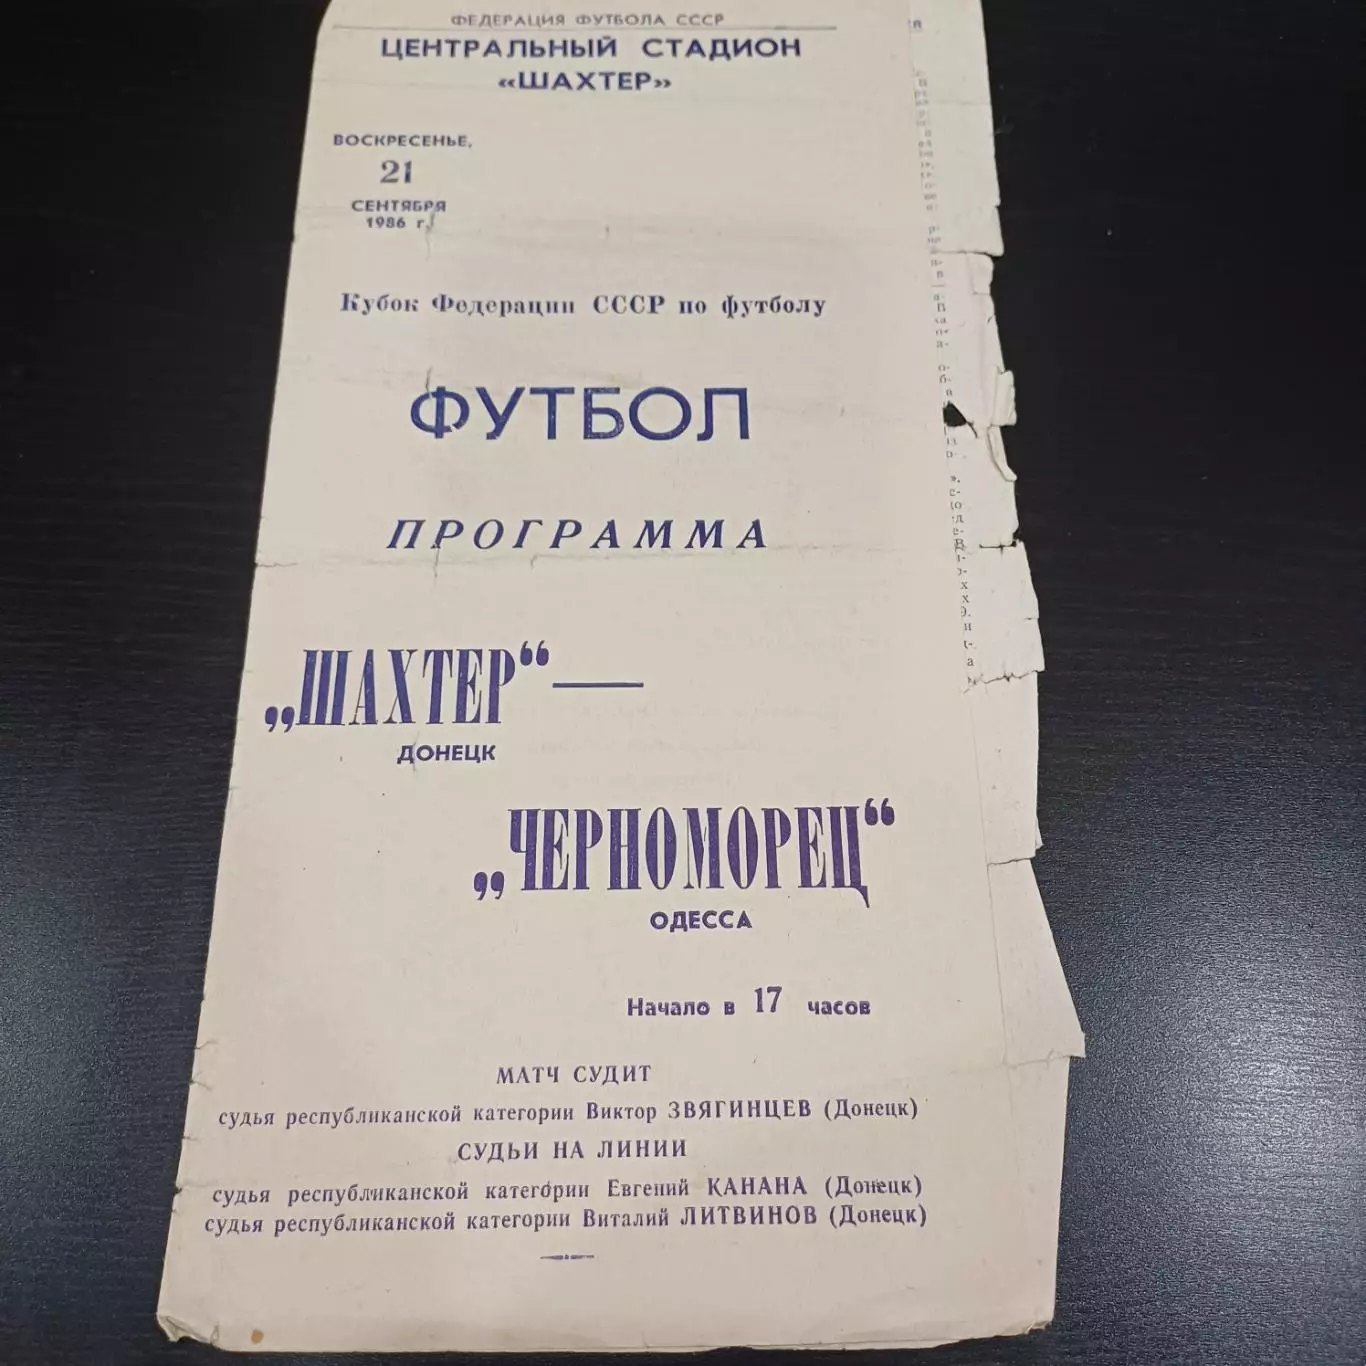 ФЕДЕРАЦИЯ ФУТБОЛА СССР
ЦЕНТРАЛЬНЫЙ СТАДИОН
«ШАХТЕР»
ВОСКРЕСЕНЬЕ,
21
СЕНТЯБРЯ
1986 г.
Кубок Федерации СССР по футболу
ФУТБОЛ
ПРОГРАММА
„ШАХТЕР“ —
ДОНЕЦК
„ЧЕРНОМОРЕЦ“
ОДЕССА
Начало в 17 часов
МАТЧ СУДИТ
судья республиканской категории Виктор ЗВЯГИНЦЕВ (Донецк)
СУДЬИ НА ЛИНИИ
судья республиканской категории Евгений КАНАНА (Донецк)
судья республиканской категории Виталий ЛИТВИНОВ (Донецк)